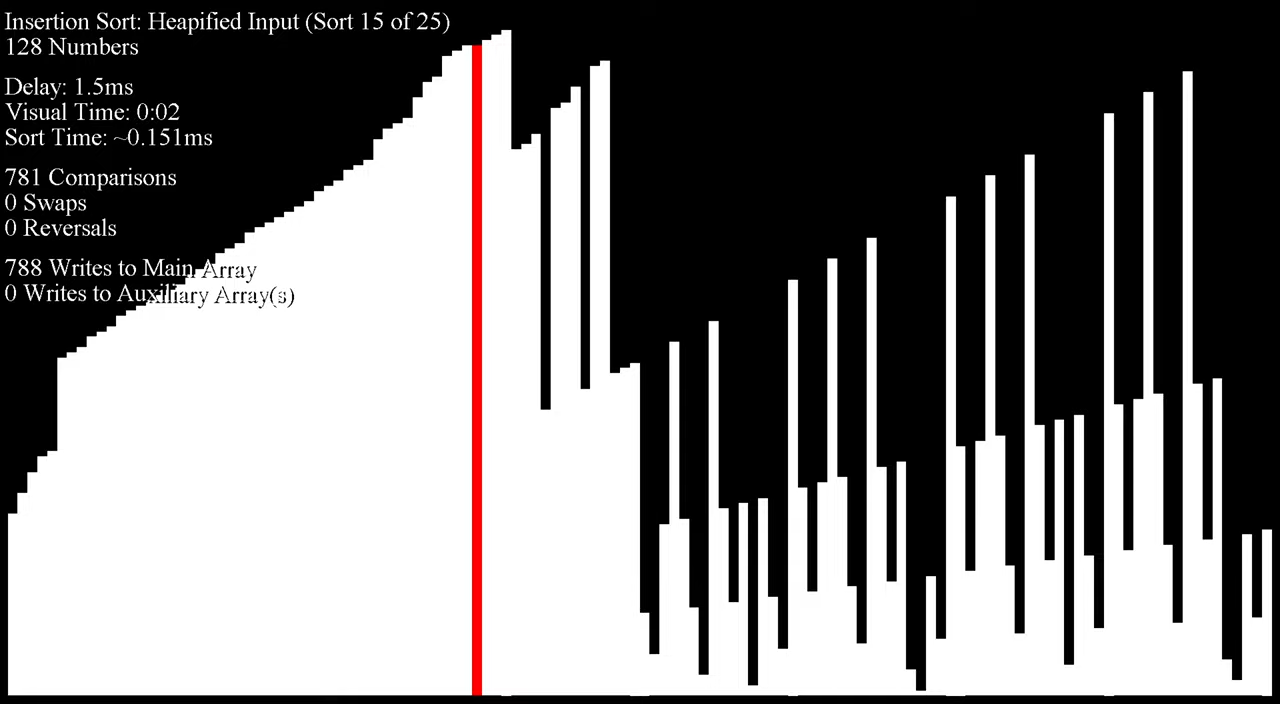 Insertion Sort: Heapified Input (Sort 15 of 25)
128 Numbers
Delay: 1.5ms
Visual Time: 0:02
Sort Time: ~0.151ms
781 Comparisons
0 Swaps
0 Reversals
788 Writes to Main Array
0 Writes to Auxiliary Array(s)